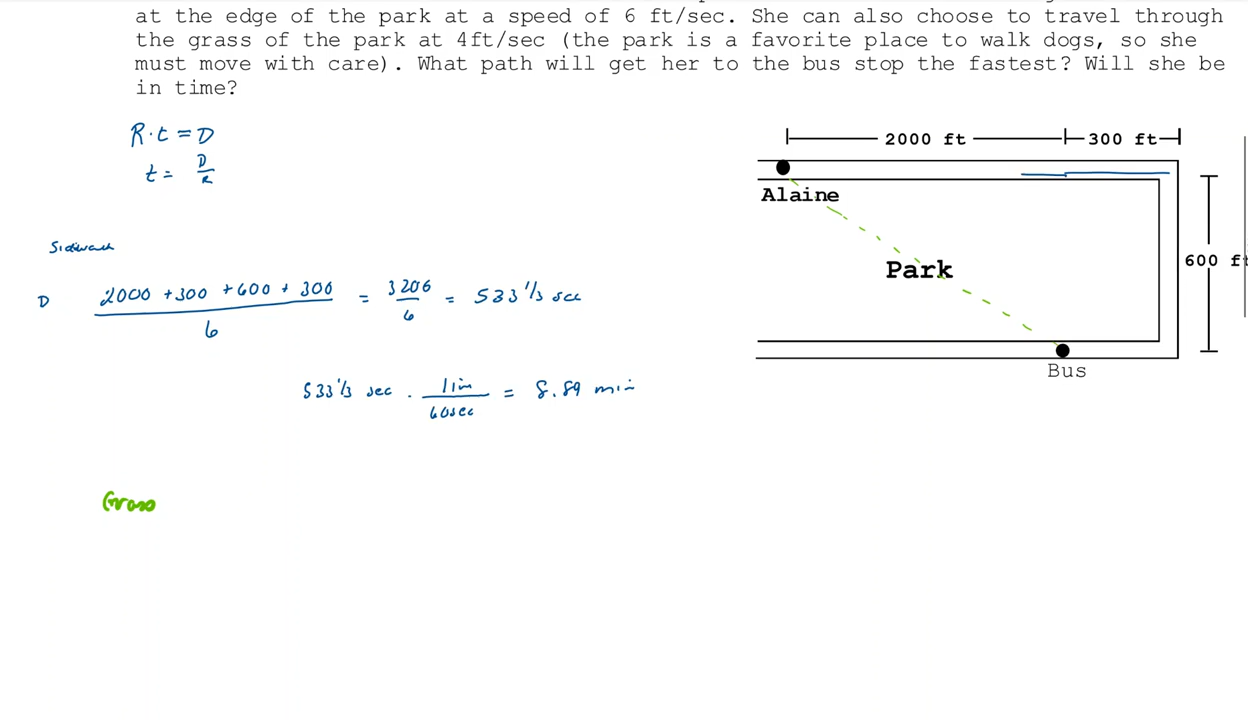 at the edge of the park at a speed of 6 ft/sec. She can also choose to travel through
the grass of the park at 4ft/sec (the park is a favorite place to walk dogs, so she
must move with care). What path will get her to the bus stop the fastest? Will she be
in time?
R·t = D
t = D/R
2000 ft
300 ft
Alaine
Sidewalk
Park
600 f
D 2000 + 300 + 600 + 300 / 6 = 3200/6 = 533 1/3 sec
Bus
533 1/3 sec · 1 min/60 sec = 8.89 min
Grass